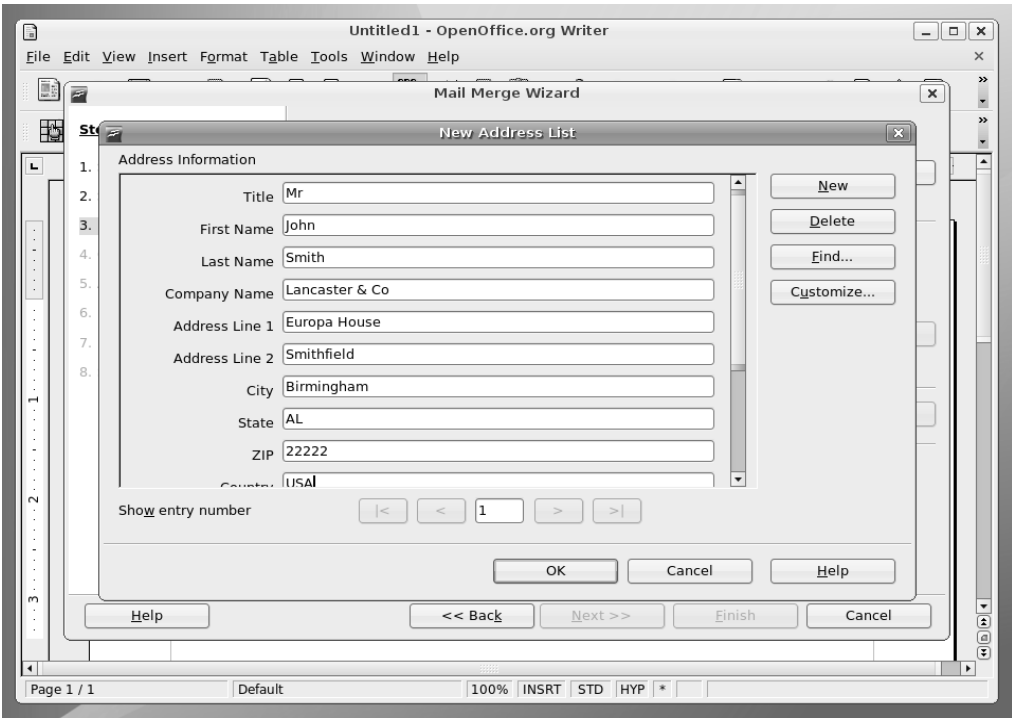 Untitled1 - OpenOffice.org Writer
File Edit View Insert Format Table Tools Window Help
Mail Merge Wizard
New Address List
Address Information
1.
2.
3.
4.
5.
6.
7.
8.
Title Mr
First Name John
Last Name Smith
Company Name Lancaster & Co
Address Line 1 Europa House
Address Line 2 Smithfield
City Birmingham
State AL
ZIP 22222
Country USA
New
Delete
Find...
Customize...
Show entry number |< < 1 > >|
OK Cancel Help
Help << Back Next >> Finish Cancel
1
2
3
Page 1 / 1 Default 100% INSRT STD HYP *